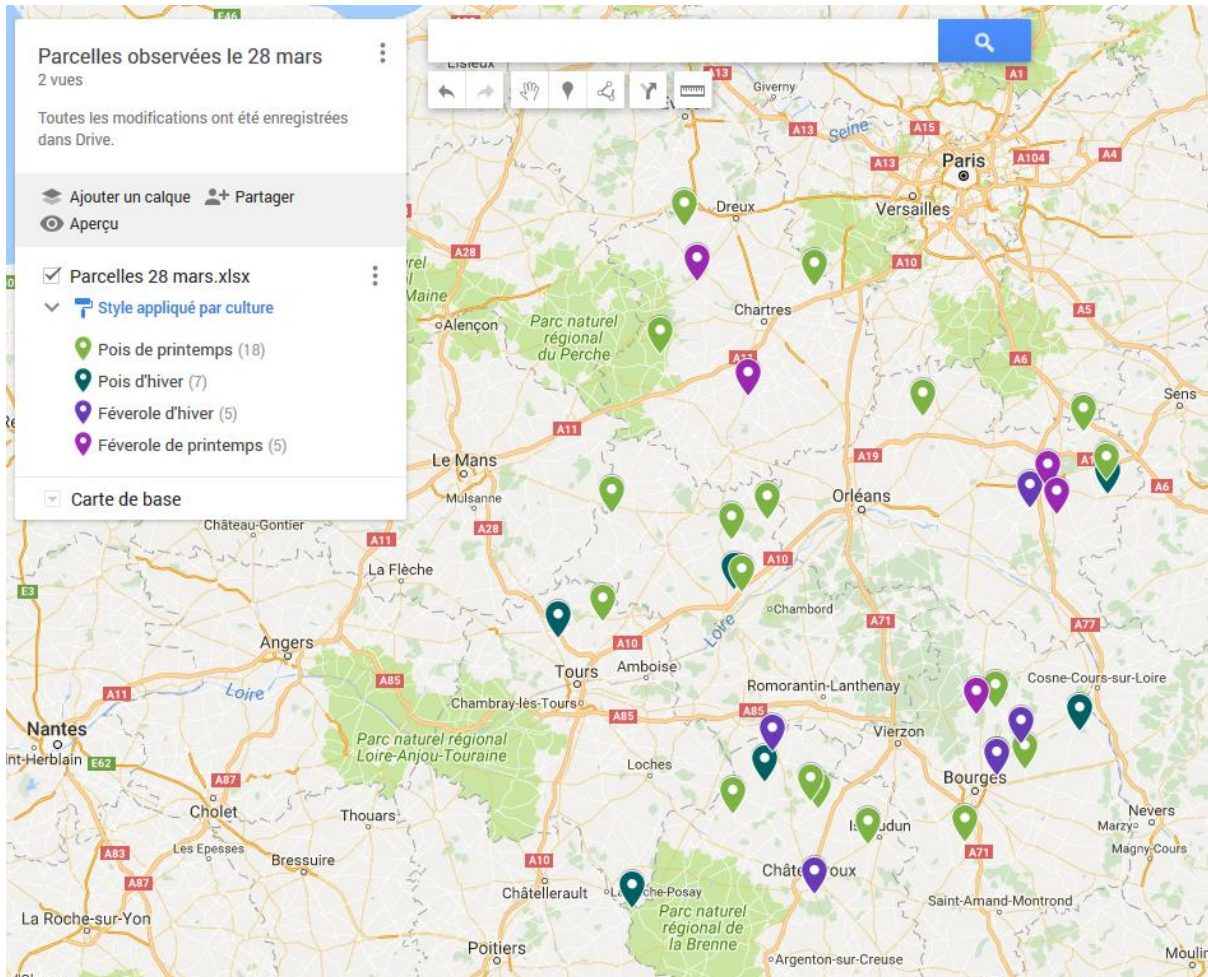 Parcelles observées le 28 mars
2 vues
Toutes les modifications ont été enregistrées
dans Drive.
Ajouter un calque
Partager
Aperçu
Parcelles 28 mars.xlsx
Style appliqué par culture
Pois de printemps (18)
Pois d'hiver (7)
Féverole d'hiver (5)
Féverole de printemps (5)
Carte de base
E46
Lisieux
A13
Giverny
A1
A13
Seine
A15
A13
Paris
A104
A4
Versailles
Dreux
A28
A10
Maine
Alençon
Parc naturel
régional
du Perche
Chartres
A5
A11
A6
Sens
A11
A19
Le Mans
Mulsanne
Orléans
A6
Château-Gontier
A28
A11
A10
La Flèche
E3
Chambord
Loire
A71
A77
Angers
A10
Tours
Amboise
A85
Loire
A11
Chambray-lès-Tours
A85
Romorantin-Lanthenay
A85
Cosne-Cours-sur-Loire
Nantes
int-Herblain
E62
Parc naturel régional
Loire-Anjou-Touraine
Loches
Vierzon
A87
Bourges
Cholet
Thouars
Nevers
Marzy
Magny-Cours
Les Epesses
A83
Bressuire
A71
A87
A10
Châtellerault
Saint-Amand-Montrond
La Roche-sur-Yon
Parc naturel
régional de
la Brenne
Poitiers
Argenton-sur-Creuse
Moulin